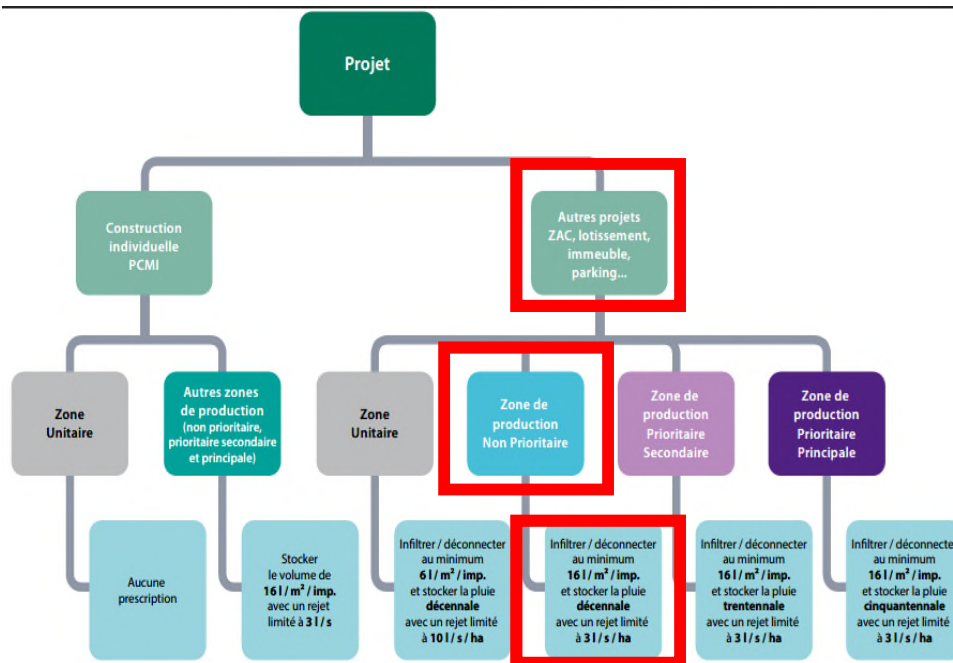 Projet
Construction
individuelle
PCMI
Autres projets
ZAC, lotissement,
immeuble,
parking...
Zone
Unitaire
Autres zones
de production
(non prioritaire,
prioritaire secondaire
et principale)
Zone
Unitaire
Zone de
production
Non Prioritaire
Zone de
production
Prioritaire
Secondaire
Zone de
production
Prioritaire
Principale
Aucune
prescription
Stocker
le volume de
16 l / m² / imp.
avec un rejet
limité à 3 l / s
Infiltrer / déconnecter
au minimum
6 l / m² / imp.
et stocker la pluie
décennale
avec un rejet limité
à 10 l / s / ha
Infiltrer / déconnecter
au minimum
16 l / m² / imp.
et stocker la pluie
décennale
avec un rejet limité
à 3 l / s / ha
Infiltrer / déconnecter
au minimum
16 l / m² / imp.
et stocker la pluie
trentennale
avec un rejet limité
à 3 l / s / ha
Infiltrer / déconnecte
au minimum
16 l / m² / imp.
et stocker la pluie
cinquantennale
avec un rejet limité
à 3 l / s / ha